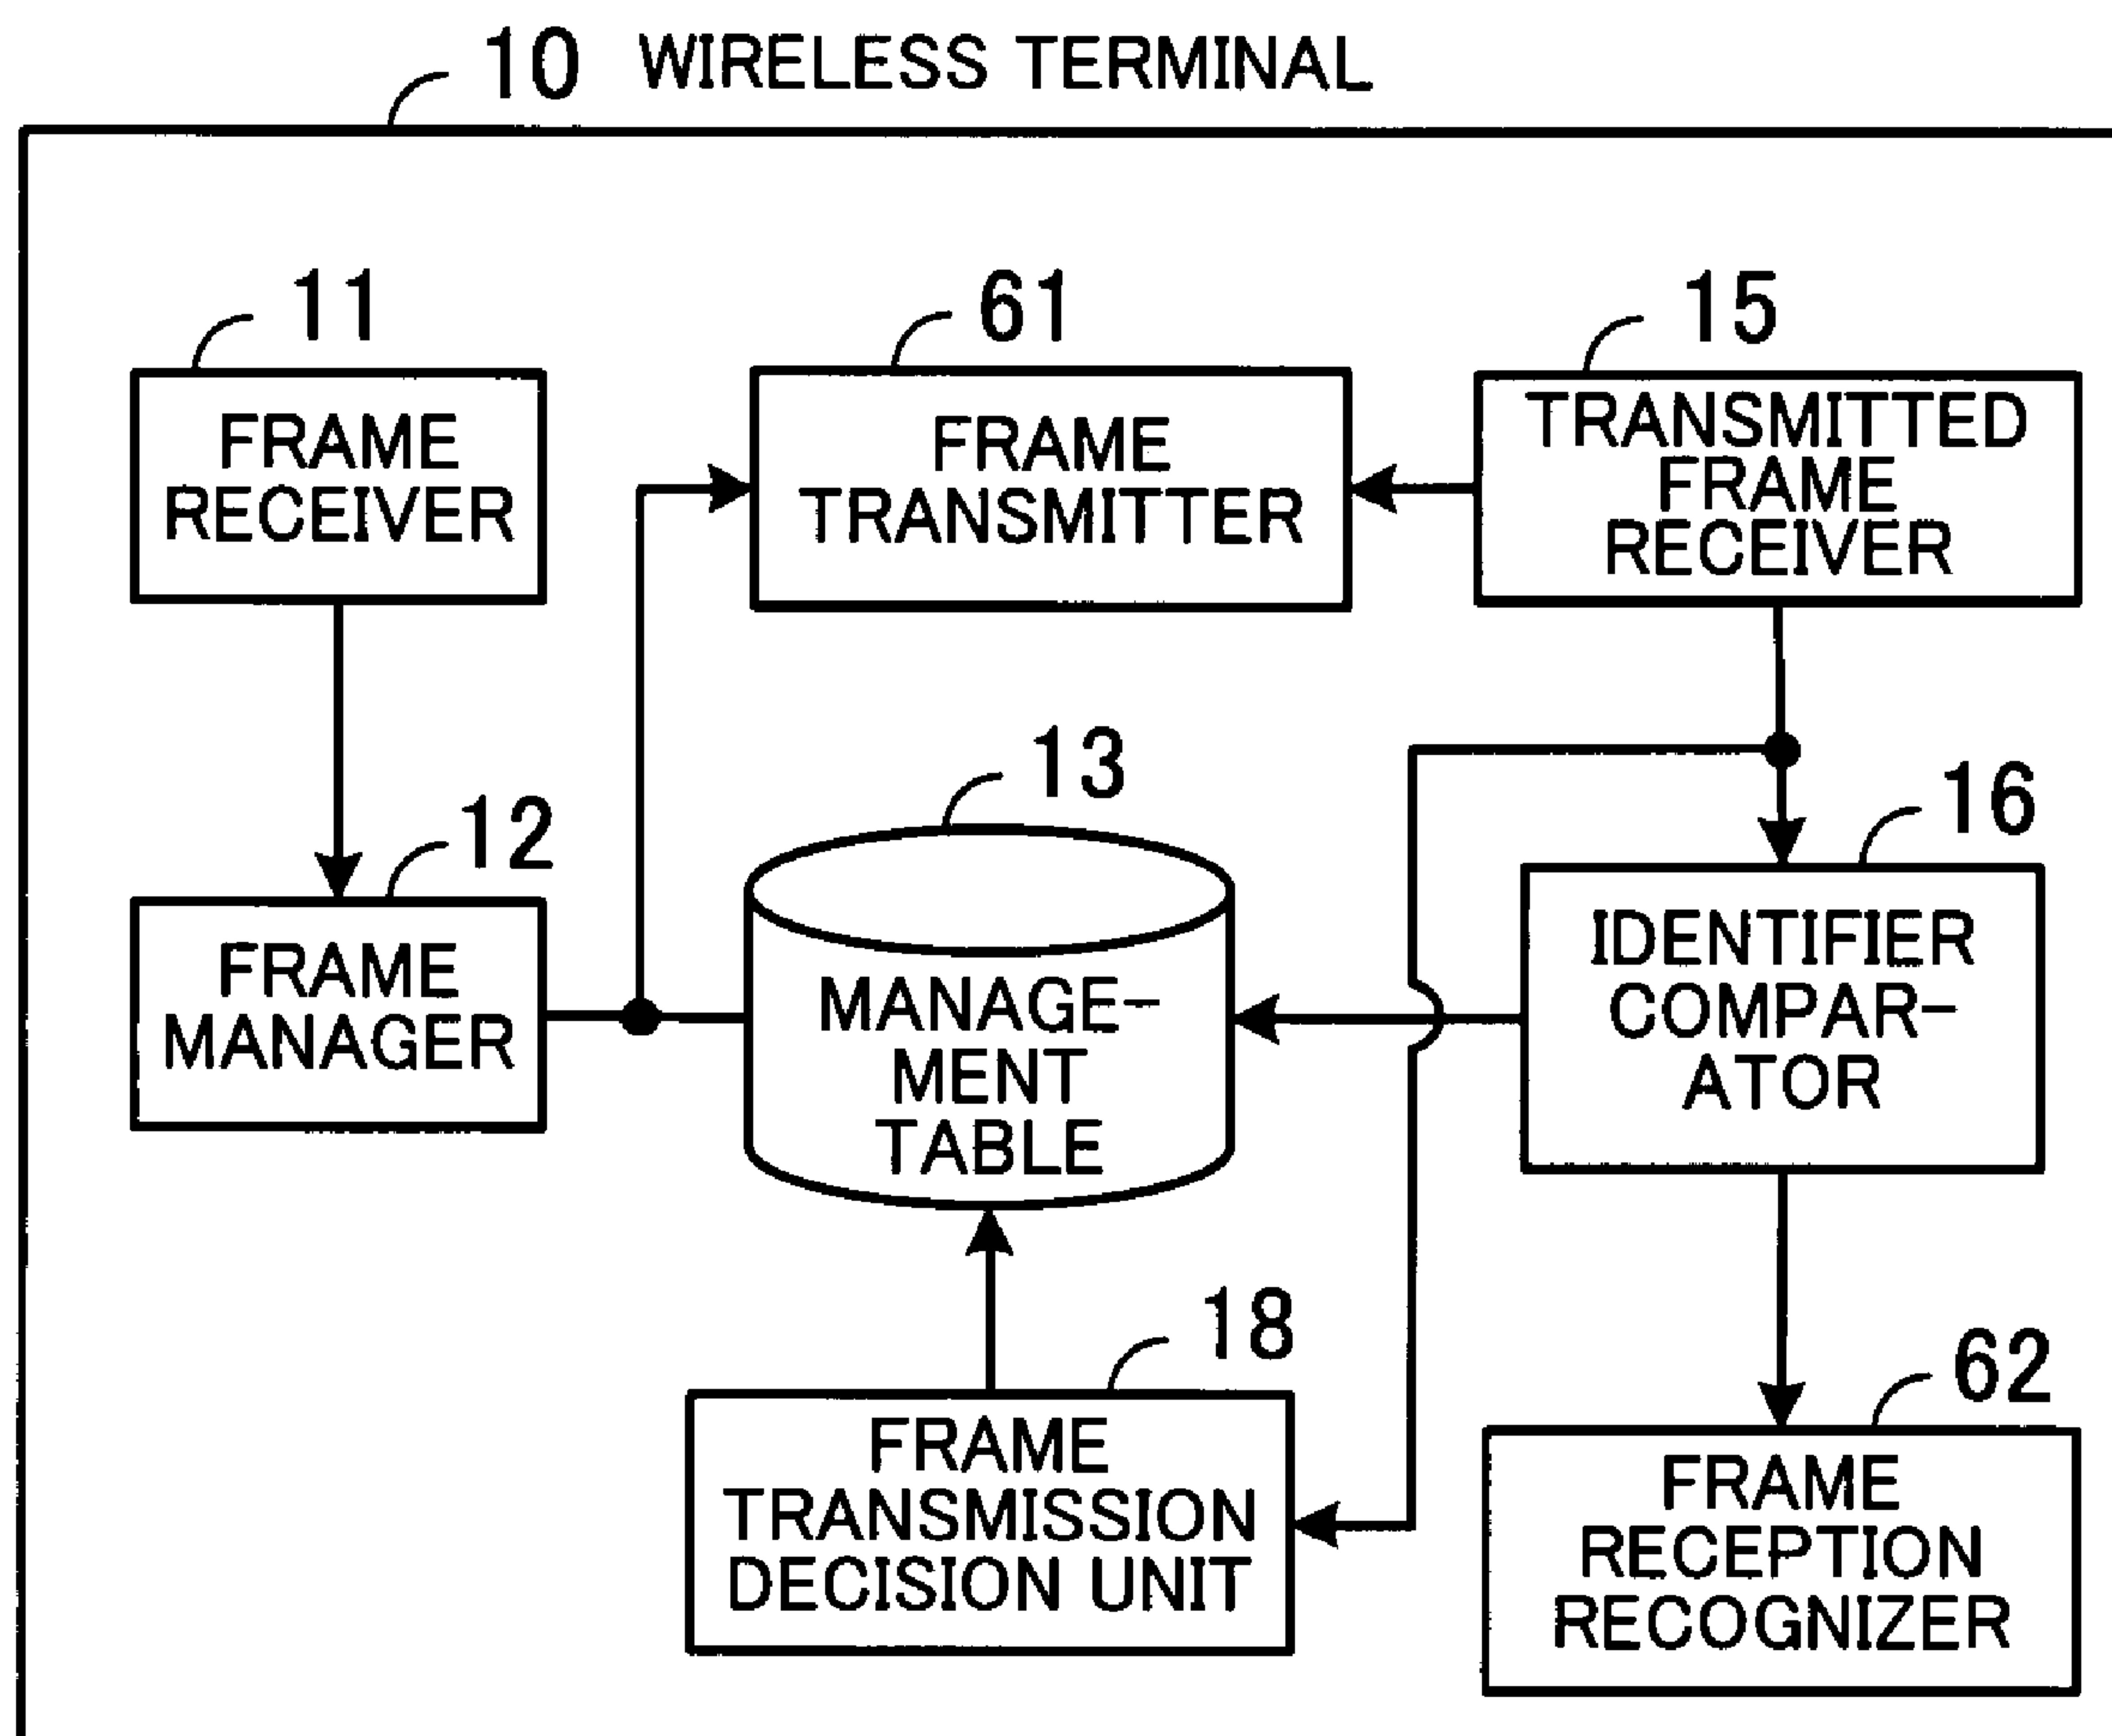 10 WIRELESS TERMINAL
11
FRAME
RECEIVER
61
FRAME
TRANSMITTER
15
TRANSMITTED
FRAME
RECEIVER
12
FRAME
MANAGER
13
MANAGE-
MENT
TABLE
16
IDENTIFIER
COMPAR-
ATOR
18
FRAME
TRANSMISSION
DECISION UNIT
62
FRAME
RECEPTION
RECOGNIZER